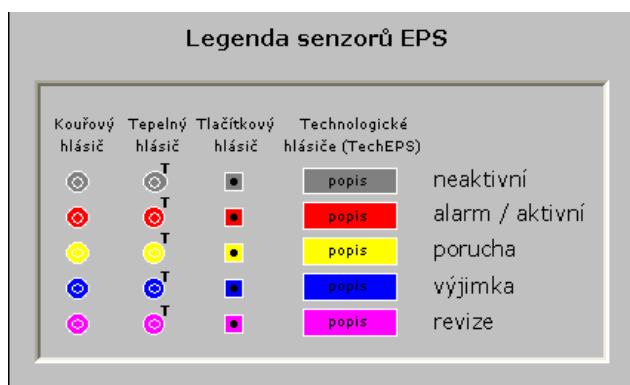 Legenda senzorů EPS
Kouřový Tepelný Tlačítkový Technologické
hlásič hlásič hlásič hlásiče (TechEPS)
T popis neaktivní
T popis alarm / aktivní
T popis porucha
T popis výjimka
T popis revize